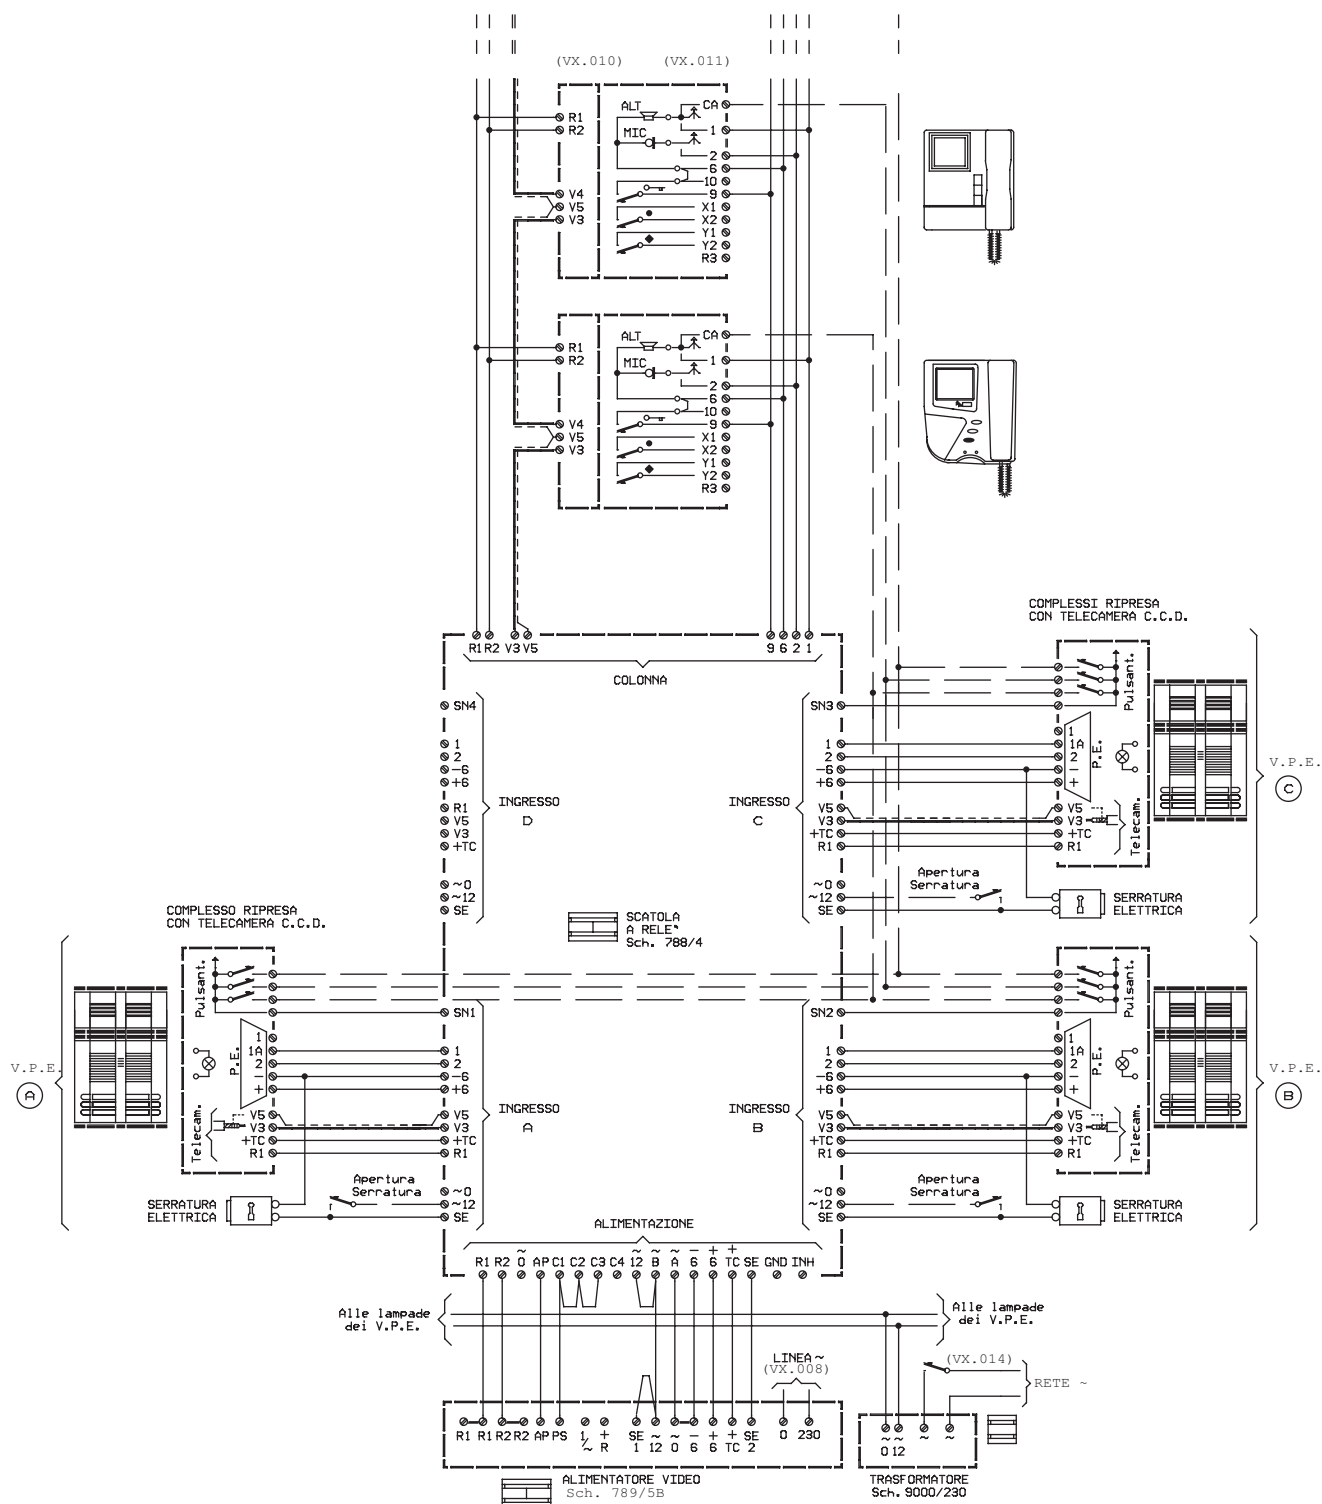 (VX.010) (VX.011)
ALT CA
R1 1
R2
MIC
2
6
10
V4 9
V5 X1
V3 X2
Y1
Y2
R3
ALT CA
R1 1
R2
MIC
2
6
10
V4 9
V5 X1
V3 X2
Y1
Y2
R3
COMPLESSI RIPRESA
CON TELECAMERA C.C.D.
R1 R2 V3 V5 9 6 2 1
COLONNA
SN4 SN3
Pulsant.
1 1 1
2 2 1A
-6 -6 2
+6 +6 -
+
P.E.
V.P.E.
C
INGRESSO
D
INGRESSO
C
R1 V5 V5
V5 V3 V3
V3 +TC +TC
+TC R1 R1
Telecam.
~0 ~0
~12 ~12
SE SE
Apertura
Serratura
SERRATURA
ELETTRICA
SCATOLA
A RELE'
Sch. 788/4
COMPLESSO RIPRESA
CON TELECAMERA C.C.D.
Pulsant.
Pulsant.
SN1 SN2
1 1
1A 1 1 1A
2 2 2 2
- -6 -6 -
+ +6 +6 +
P.E.
P.E.
V.P.E.
A
V.P.E.
B
INGRESSO
A
INGRESSO
B
V5 V5 V5 V5
V3 V3 V3 V3
+TC +TC +TC +TC
R1 R1 R1 R1
Telecam.
Telecam.
Apertura
Serratura
~0 ~0
~12 ~12
SE SE
Apertura
Serratura
SERRATURA
ELETTRICA
SERRATURA
ELETTRICA
ALIMENTAZIONE
R1 R2 ~0 AP C1 C2 C3 C4 ~12 ~B ~A -6 +6 +TC SE GND INH
Alle lampade
dei V.P.E.
Alle lampade
dei V.P.E.
LINEA ~
(VX.008)
(VX.014)
RETE ~
R1 R1 R2 R2 AP PS 1/~ +R SE1 ~12 ~0 -6 +6 +TC SE2 0 230
~0 ~12 ~ ~
ALIMENTATORE VIDEO
Sch. 789/5B
TRASFORMATORE
Sch. 9000/230